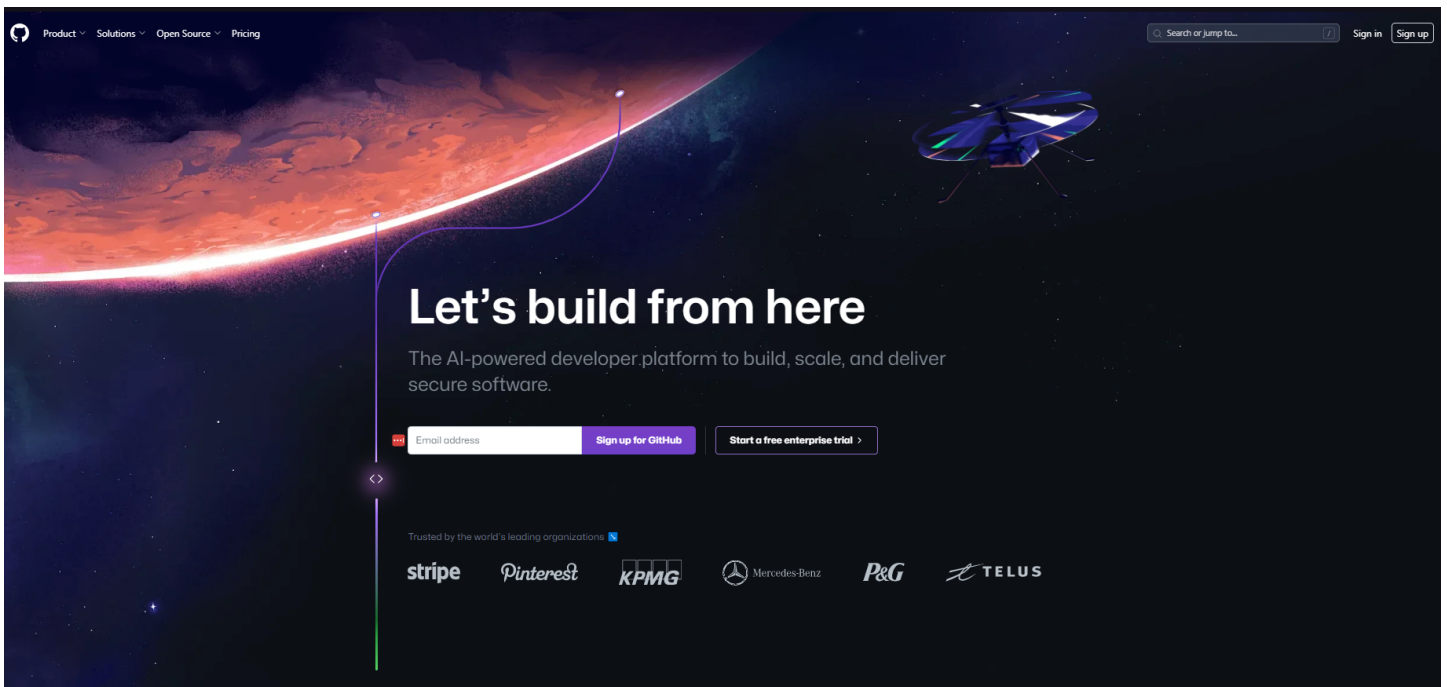 Product
Solutions
Open Source
Pricing
Search or jump to...
/
Sign in
Sign up
Let’s build from here
The AI-powered developer platform to build, scale, and deliver
secure software.
Email address
Sign up for GitHub
Start a free enterprise trial
Trusted by the world’s leading organizations
stripe
Pinterest
KPMG
Mercedes-Benz
P&G
TELUS